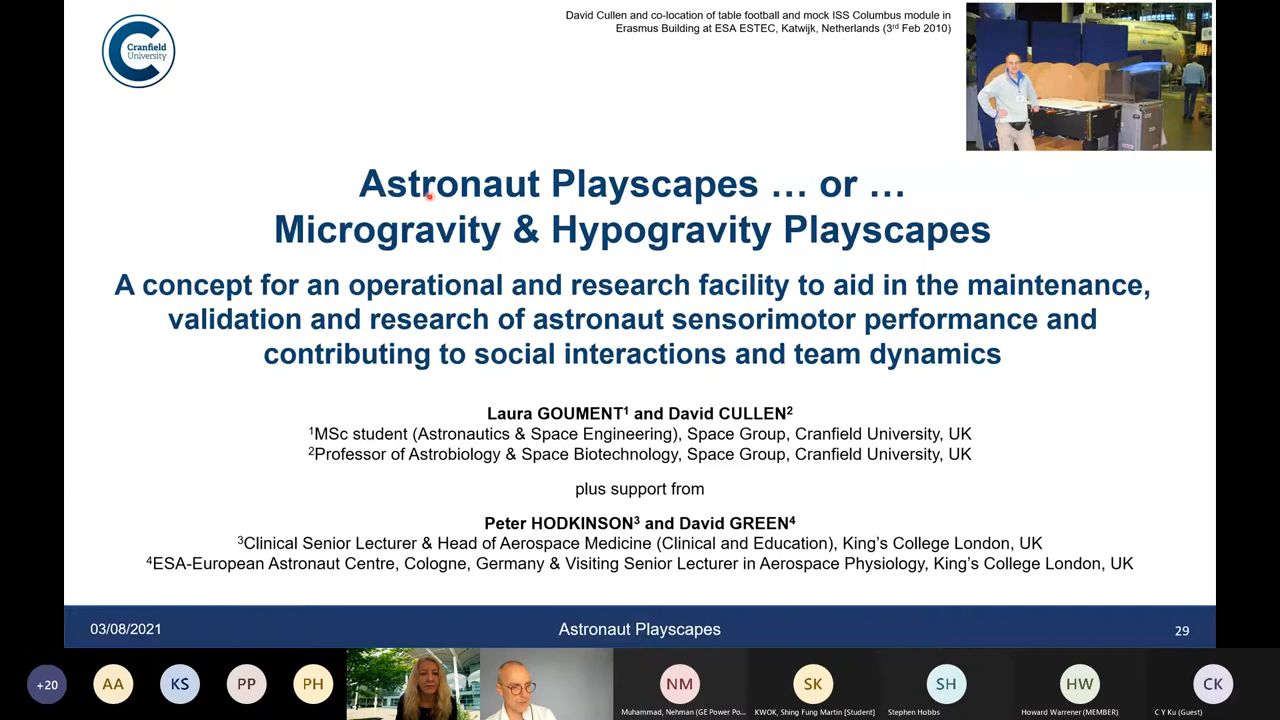 David Cullen and co-location of table football and mock ISS Columbus module in
Erasmus Building at ESA ESTEC, Katwijk, Netherlands (3rd Feb 2010)
Cranfield
University
Astronaut Playscapes … or …
Microgravity & Hypogravity Playscapes
A concept for an operational and research facility to aid in the maintenance,
validation and research of astronaut sensorimotor performance and
contributing to social interactions and team dynamics
Laura GOUMENT¹ and David CULLEN²
¹MSc student (Astronautics & Space Engineering), Space Group, Cranfield University, UK
²Professor of Astrobiology & Space Biotechnology, Space Group, Cranfield University, UK
plus support from
Peter HODKINSON³ and David GREEN⁴
³Clinical Senior Lecturer & Head of Aerospace Medicine (Clinical and Education), King's College London, UK
⁴ESA-European Astronaut Centre, Cologne, Germany & Visiting Senior Lecturer in Aerospace Physiology, King's College London, UK
03/08/2021 Astronaut Playscapes 29
+20 AA KS PP PH NM SK SH HW CK
Muhammad, Nehman (GE Power Po... KWOK, Shing Fung Martin [Student] Stephen Hobbs Howard Warrener (MEMBER) C Y Ku (Guest)